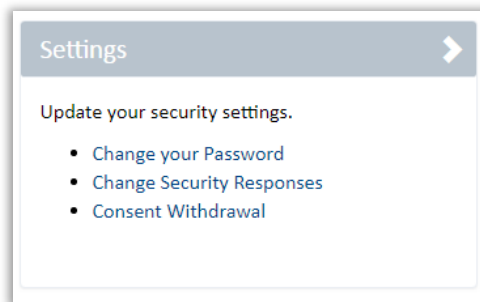 Settings
Update your security settings.
Change your Password
Change Security Responses
Consent Withdrawal